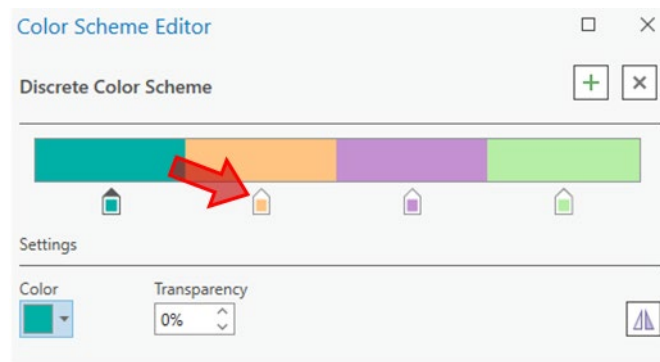 Color Scheme Editor
Discrete Color Scheme
Settings
Color Transparency
0%